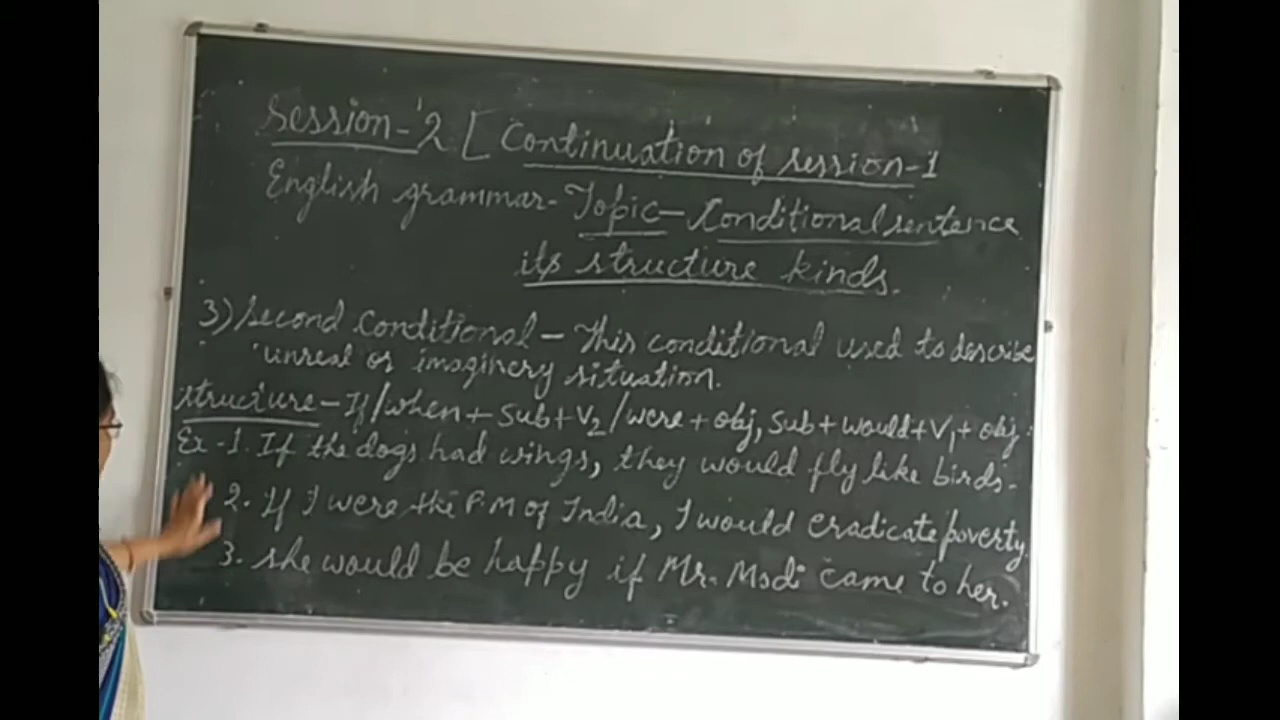 Session-2 [ Continuation of session-1
English grammar- Topic- Conditional sentence
its structure kinds.
3) Second Conditional - This conditional used to describe
unreal or imaginery situation.
structure - If/when + Sub + V2 / were + obj, Sub + would + V1 + obj.
Ex -1. If the dogs had wings, they would fly like birds.
2. If I were the P.M of India, I would eradicate poverty.
3. She would be happy if Mr. Modi came to her.